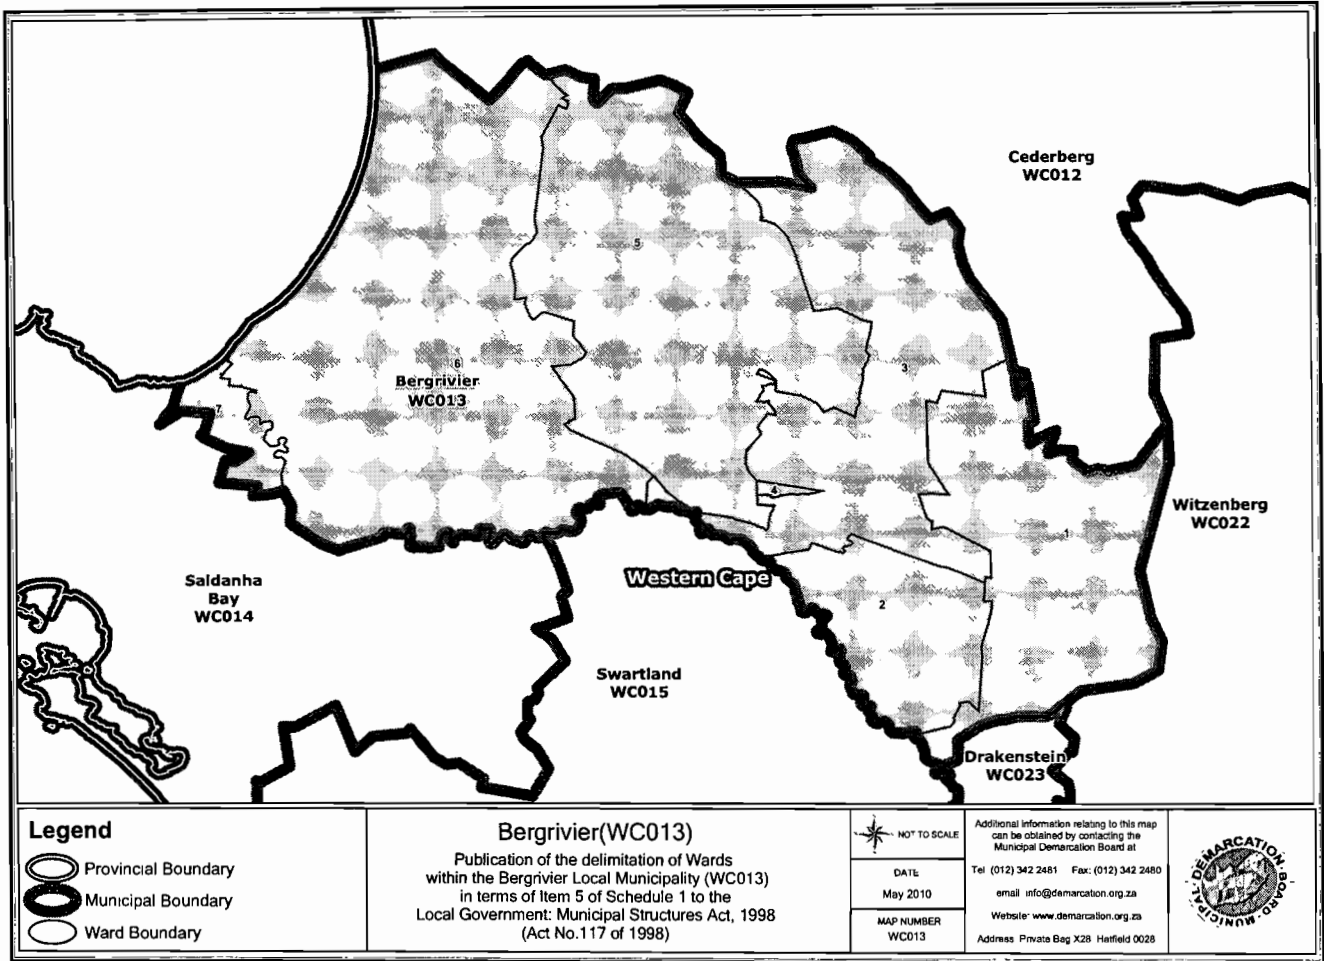 Cederberg
WC012
5
3
6
Bergrivier
WC013
7
4
Witzenberg
WC022
1
Western Cape
Saldanha
Bay
WC014
2
Swartland
WC015
Drakenstein
WC023
Legend
Provincial Boundary
Municipal Boundary
Ward Boundary
Bergrivier(WC013)
Publication of the delimitation of Wards
within the Bergrivier Local Municipality (WC013)
in terms of Item 5 of Schedule 1 to the
Local Government: Municipal Structures Act, 1998
(Act No.117 of 1998)
NOT TO SCALE
DATE
May 2010
MAP NUMBER
WC013
Additional information relating to this map
can be obtained by contacting the
Municipal Demarcation Board at
Tel (012) 342 2481 Fax: (012) 342 2480
email info@demarcation.org.za
Website www.demarcation.org.za
Address Private Bag X28 Hatfield 0028
MUNICIPAL DEMARCATION BOARD